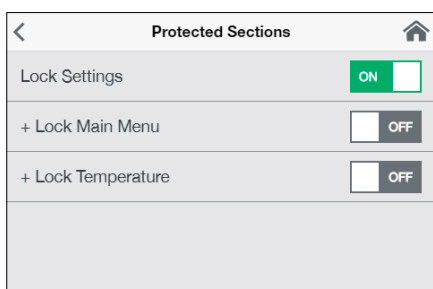 Protected Sections
Lock Settings ON
+ Lock Main Menu OFF
+ Lock Temperature OFF